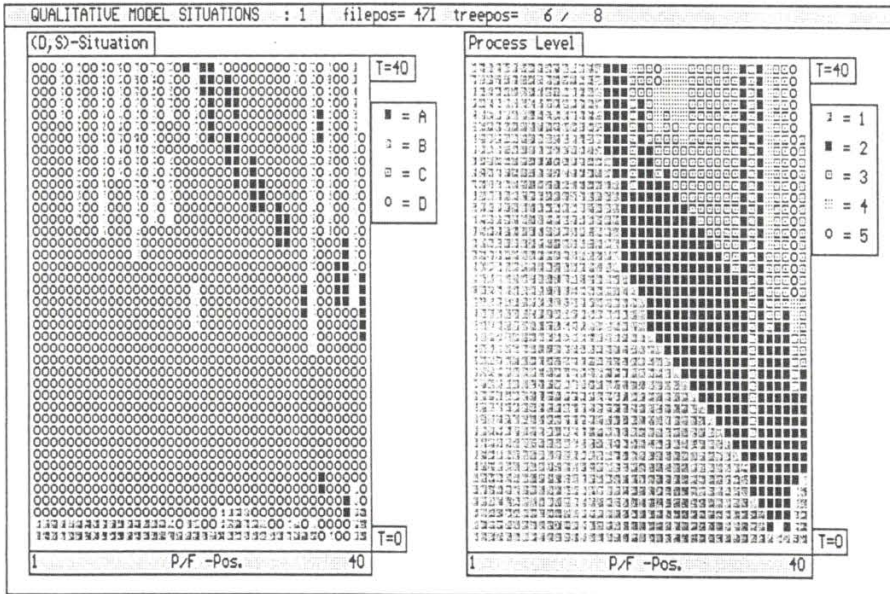 QUALITATIVE MODEL SITUATIONS : 1 filepos= 47I treepos= 6 / 8
(D,S)-Situation
T=40
= A
= B
= C
= D
T=0
1 P/F -Pos. 40
Process Level
T=40
= 1
= 2
= 3
= 4
= 5
T=0
1 P/F -Pos. 40